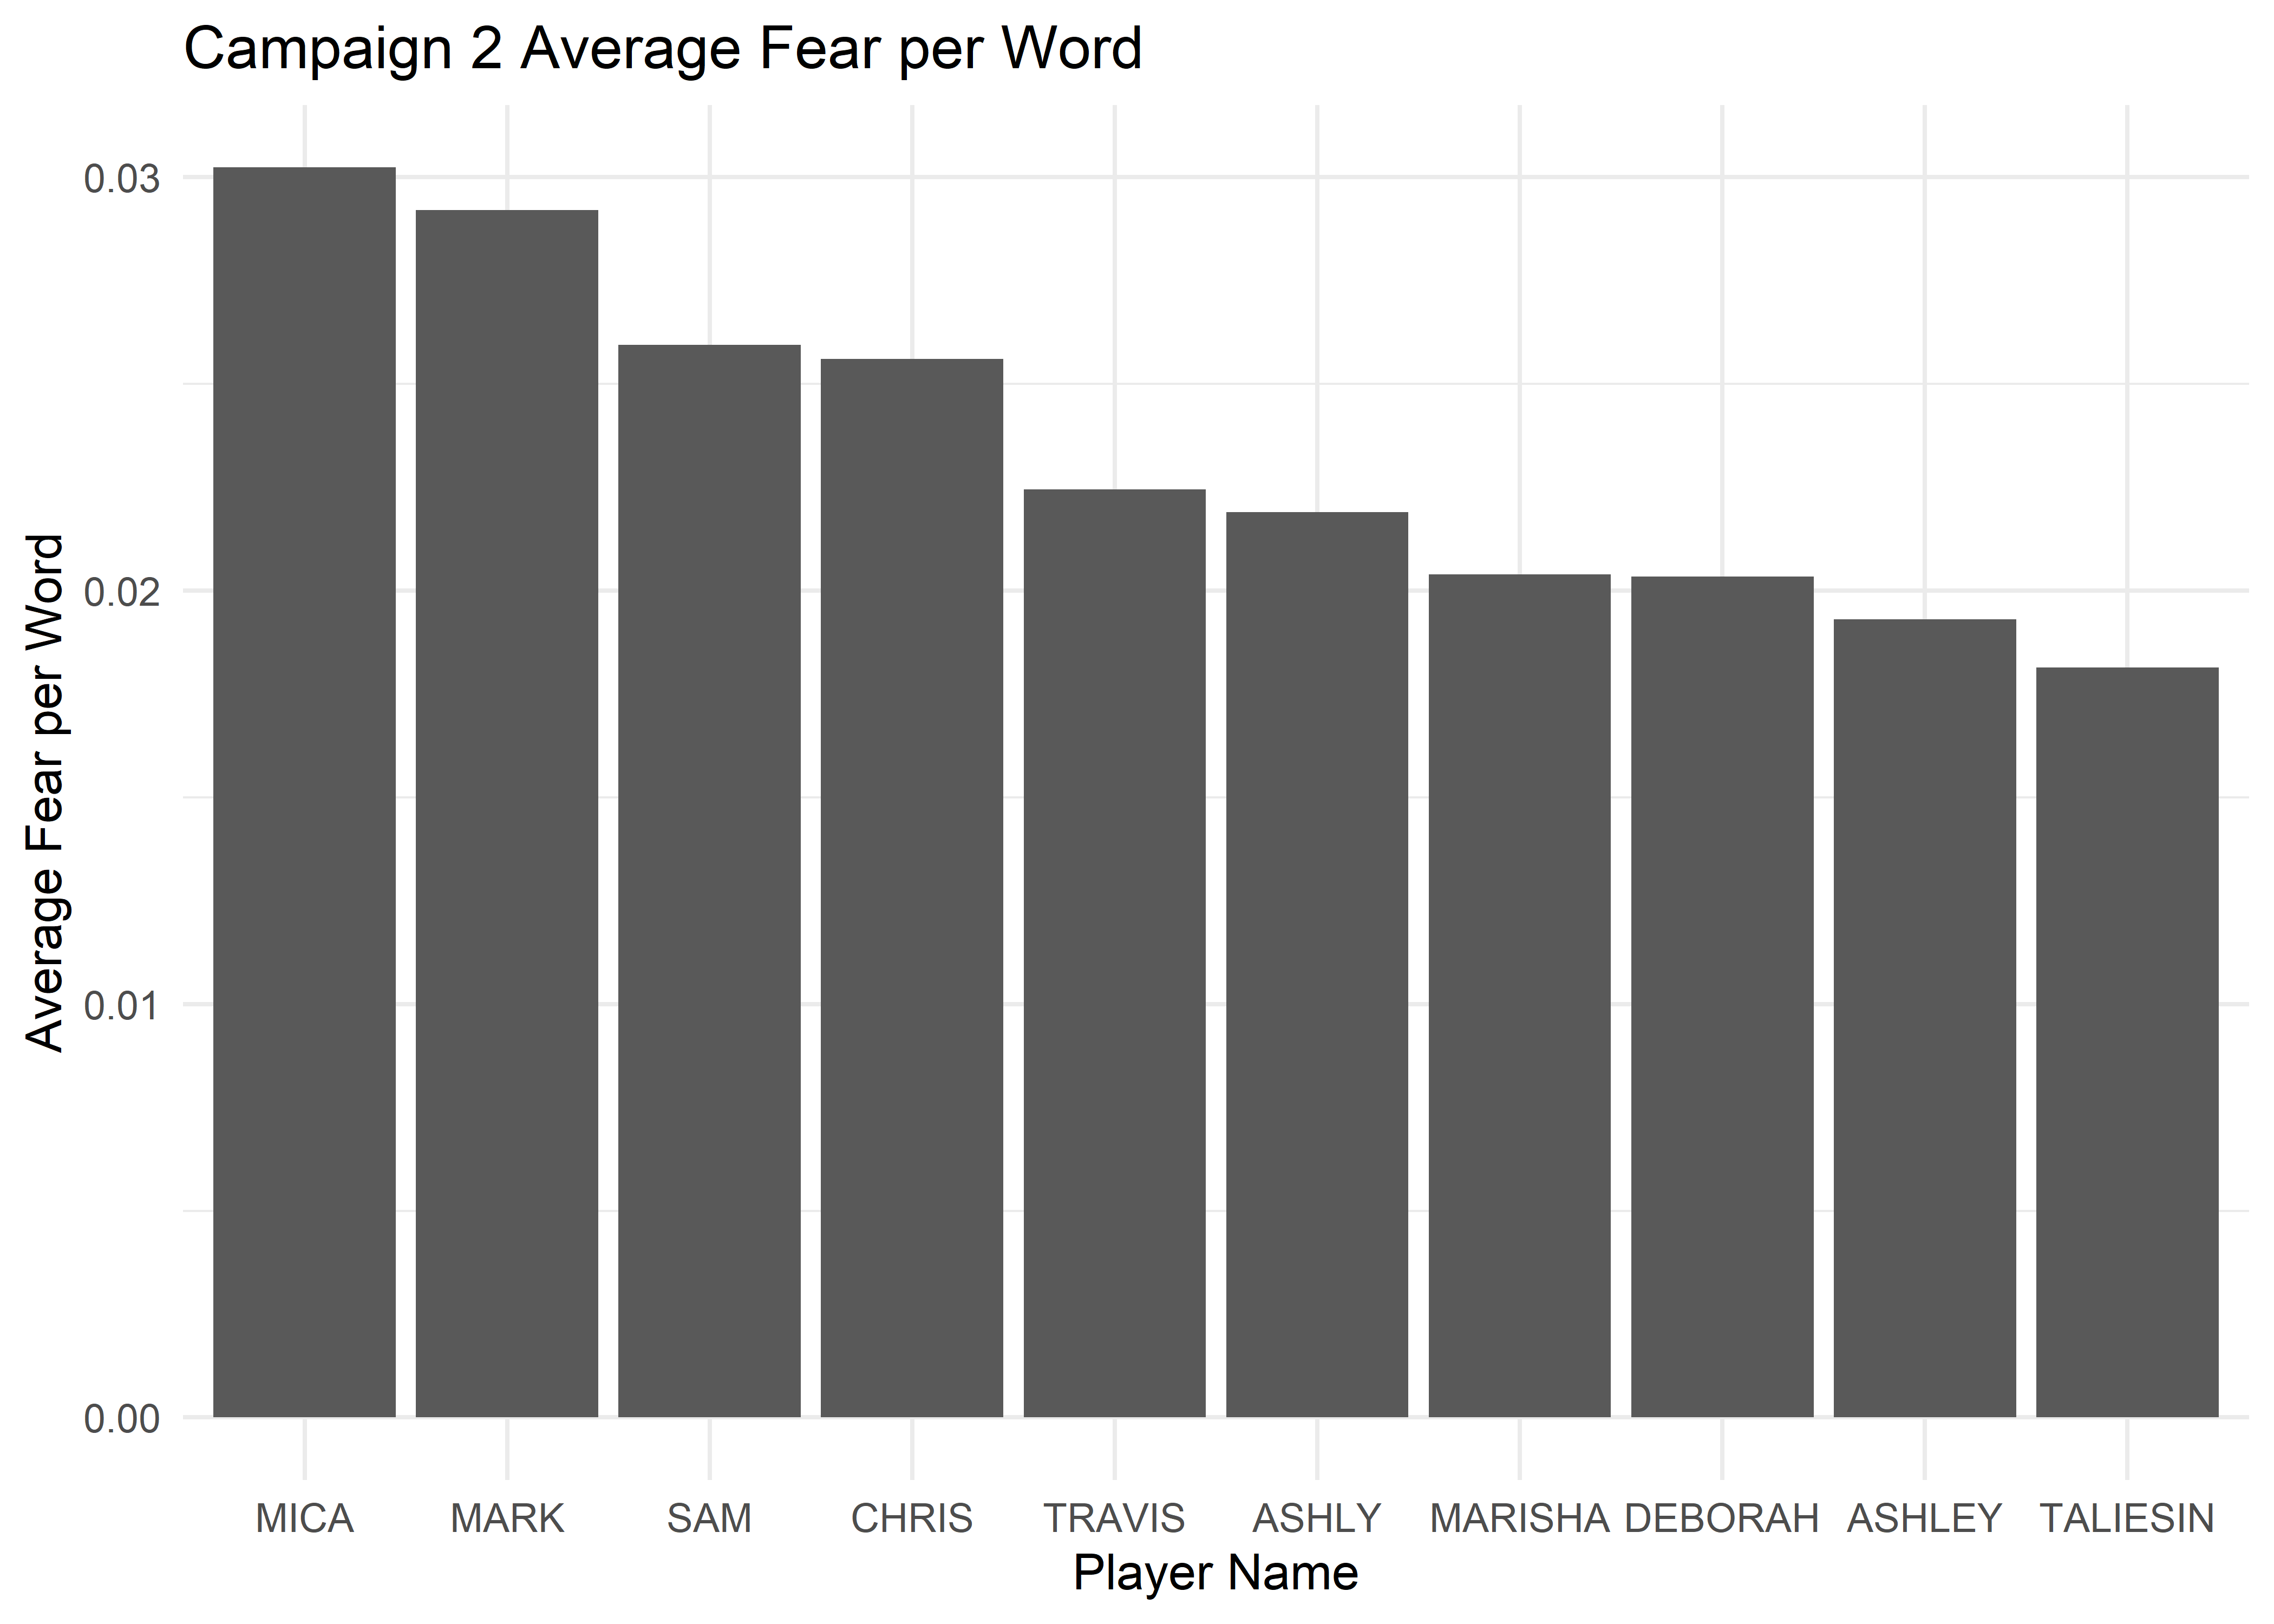 Campaign 2 Average Fear per Word
Average Fear per Word
0.03
0.02
0.01
0.00
MICA MARK SAM CHRIS TRAVIS ASHLY MARISHA DEBORAH ASHLEY TALIESIN
Player Name